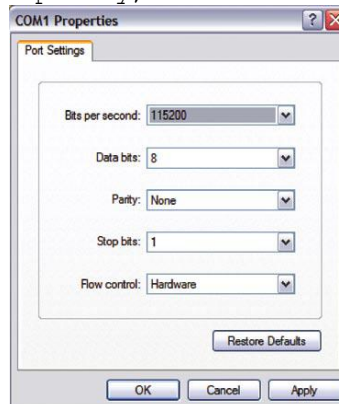 COM1 Properties
Port Settings
Bits per second: 115200
Data bits: 8
Parity: None
Stop bits: 1
Flow control: Hardware
Restore Defaults
OK Cancel Apply